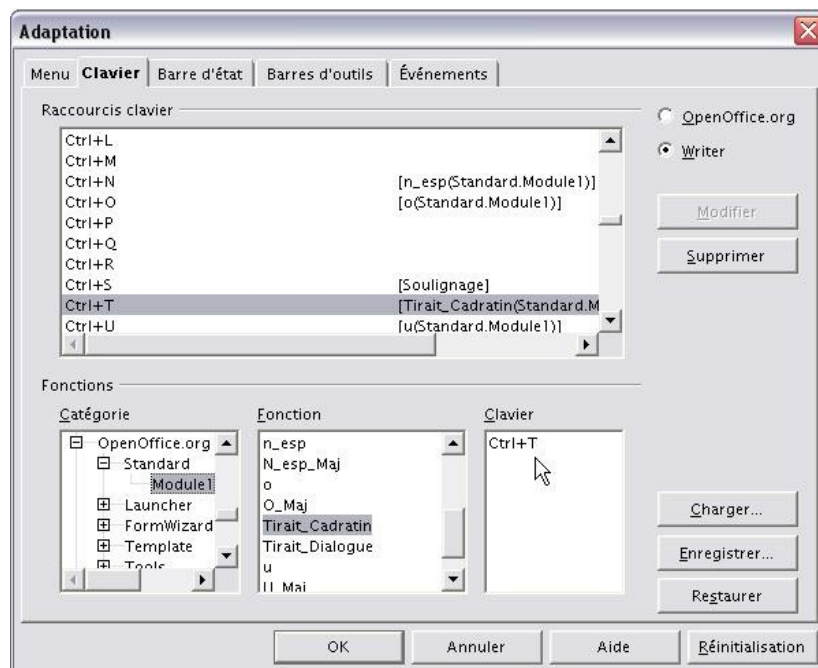 Adaptation
Menu Clavier Barre d'état Barres d'outils Événements
Raccourcis clavier
Ctrl+L
Ctrl+M
Ctrl+N [n_esp(Standard.Module1)]
Ctrl+O [o(Standard.Module1)]
Ctrl+P
Ctrl+Q
Ctrl+R
Ctrl+S [Soulignage]
Ctrl+T [Tirait_Cadratin(Standard.M
Ctrl+U [u(Standard.Module1)]
OpenOffice.org
Writer
Modifier
Supprimer
Fonctions
Catégorie
OpenOffice.org
Standard
Module1
Launcher
FormWizard
Template
Tools
Fonction
n_esp
N_esp_Maj
o
O_Maj
Tirait_Cadratin
Tirait_Dialogue
u
U_Maj
Clavier
Ctrl+T
Charger...
Enregistrer...
Restaurer
OK Annuler Aide Réinitialisation